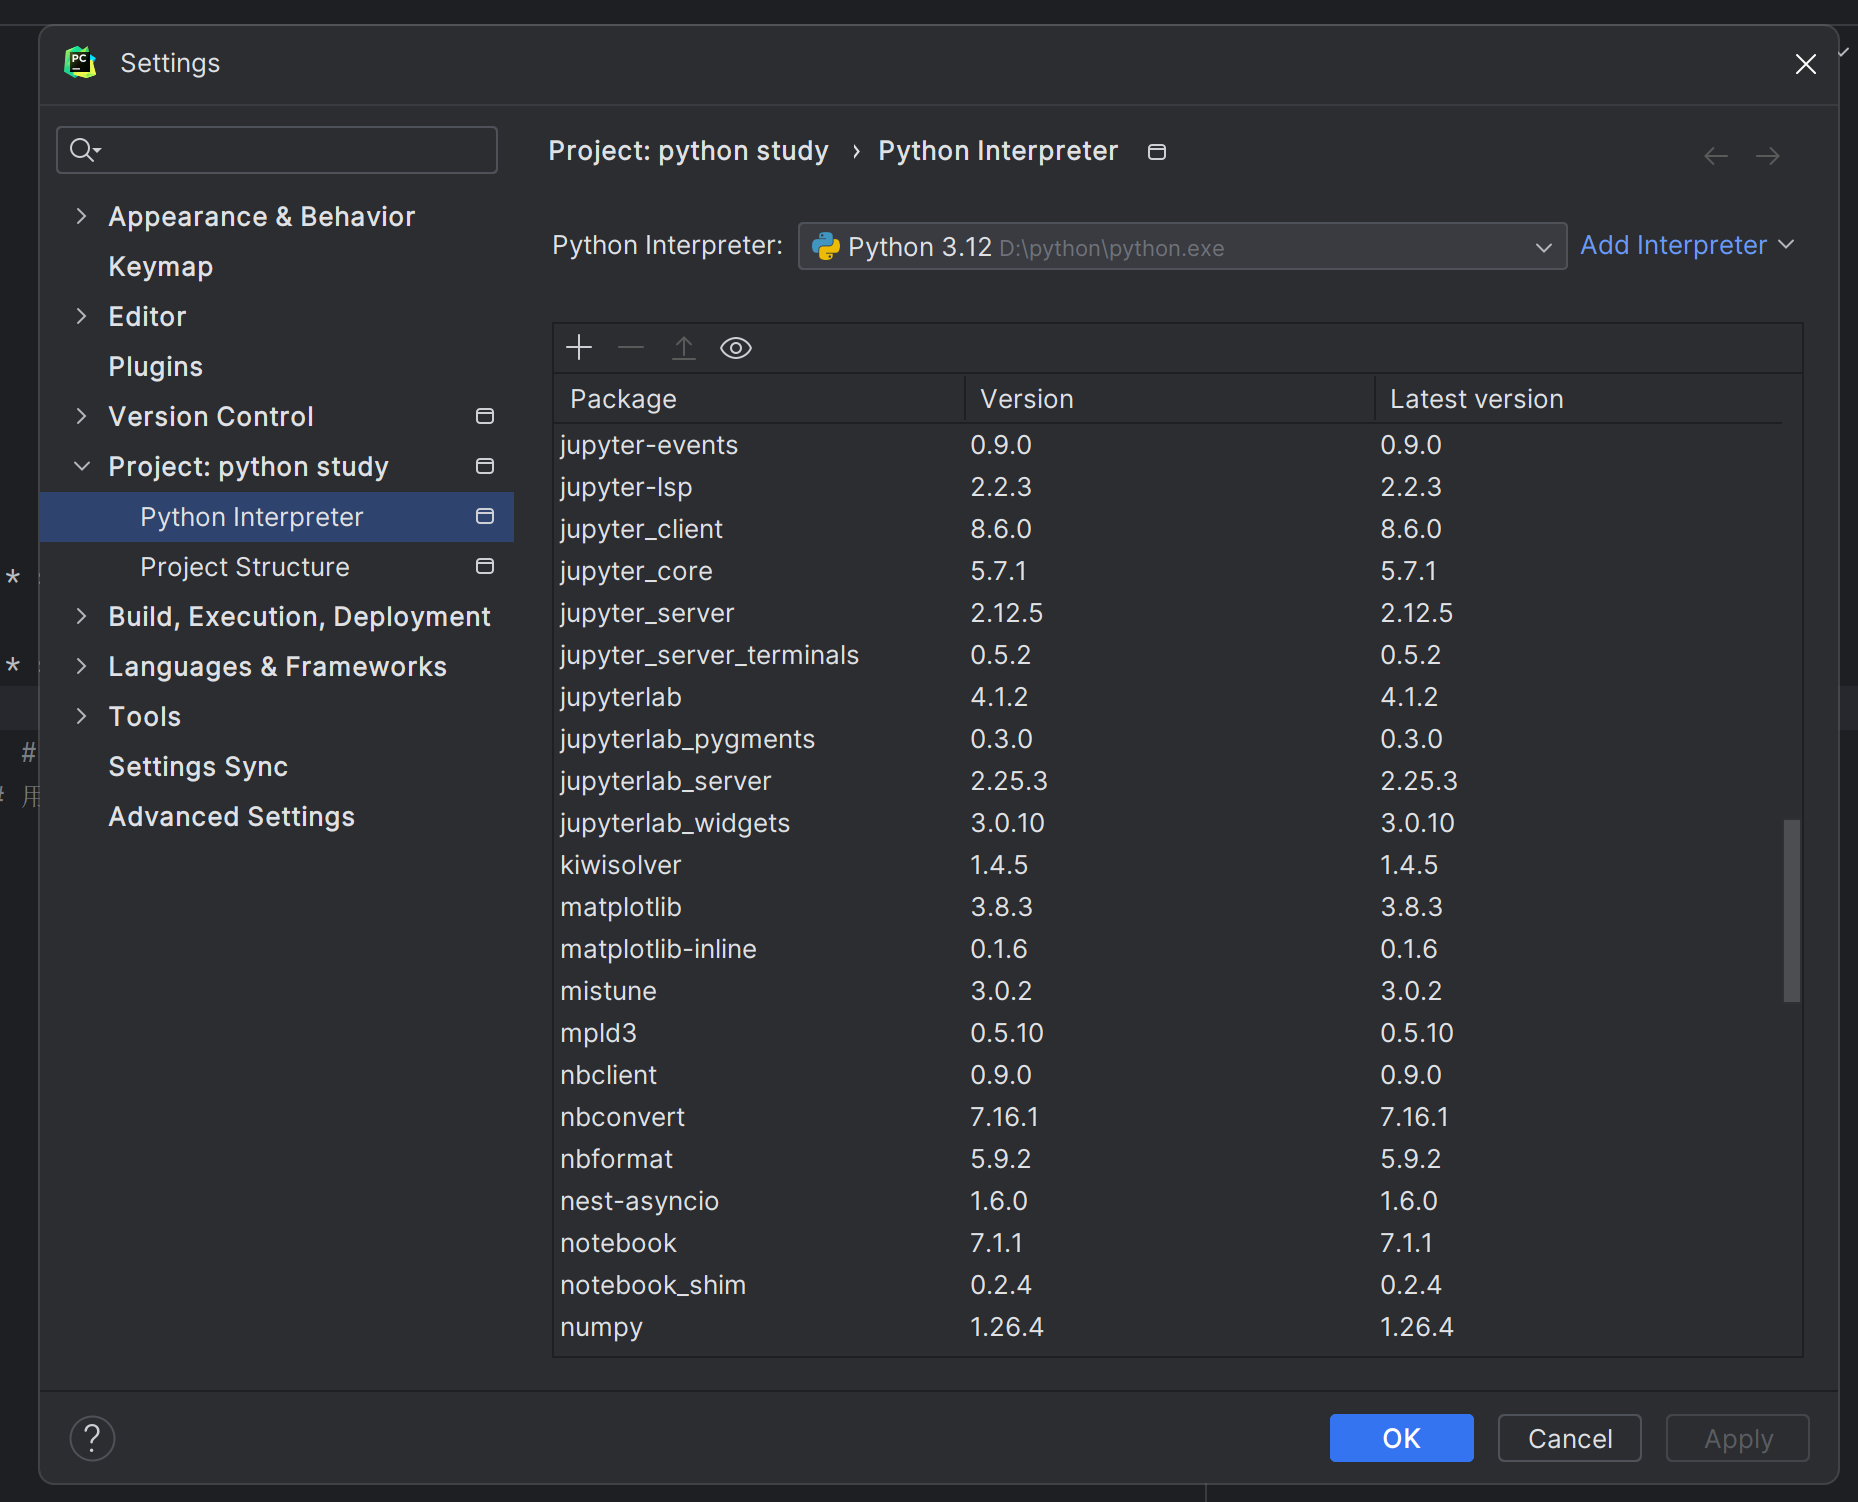 PC
Settings
Project: python study › Python Interpreter
Appearance & Behavior
Keymap
Editor
Plugins
Version Control
Project: python study
Python Interpreter
Project Structure
Build, Execution, Deployment
Languages & Frameworks
Tools
Settings Sync
Advanced Settings
*
*
#
# 用
Python Interpreter: Python 3.12 D:\python\python.exe Add Interpreter
Package Version Latest version
jupyter-events 0.9.0 0.9.0
jupyter-lsp 2.2.3 2.2.3
jupyter_client 8.6.0 8.6.0
jupyter_core 5.7.1 5.7.1
jupyter_server 2.12.5 2.12.5
jupyter_server_terminals 0.5.2 0.5.2
jupyterlab 4.1.2 4.1.2
jupyterlab_pygments 0.3.0 0.3.0
jupyterlab_server 2.25.3 2.25.3
jupyterlab_widgets 3.0.10 3.0.10
kiwisolver 1.4.5 1.4.5
matplotlib 3.8.3 3.8.3
matplotlib-inline 0.1.6 0.1.6
mistune 3.0.2 3.0.2
mpld3 0.5.10 0.5.10
nbclient 0.9.0 0.9.0
nbconvert 7.16.1 7.16.1
nbformat 5.9.2 5.9.2
nest-asyncio 1.6.0 1.6.0
notebook 7.1.1 7.1.1
notebook_shim 0.2.4 0.2.4
numpy 1.26.4 1.26.4
? OK Cancel Apply